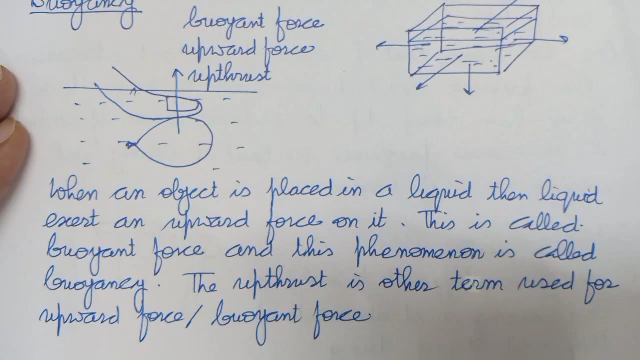 Buoyancy
buoyant force
upward force
upthrust
When an object is placed in a liquid then liquid
exert an upward force on it. This is called
buoyant force and this phenomenon is called
buoyancy. The upthrust is other term used for
upward force/buoyant force